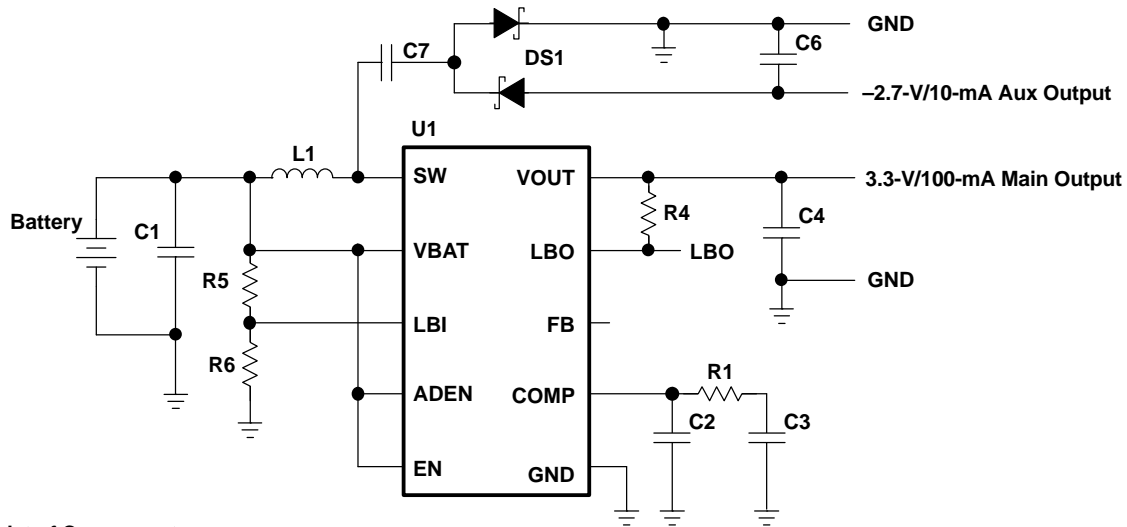 GND
C7
C6
DS1
–2.7-V/10-mA Aux Output
U1
L1
SW
VOUT
3.3-V/100-mA Main Output
R4
Battery
C1
C4
VBAT
LBO
LBO
R5
GND
LBI
FB
R6
R1
ADEN
COMP
C2
C3
EN
GND